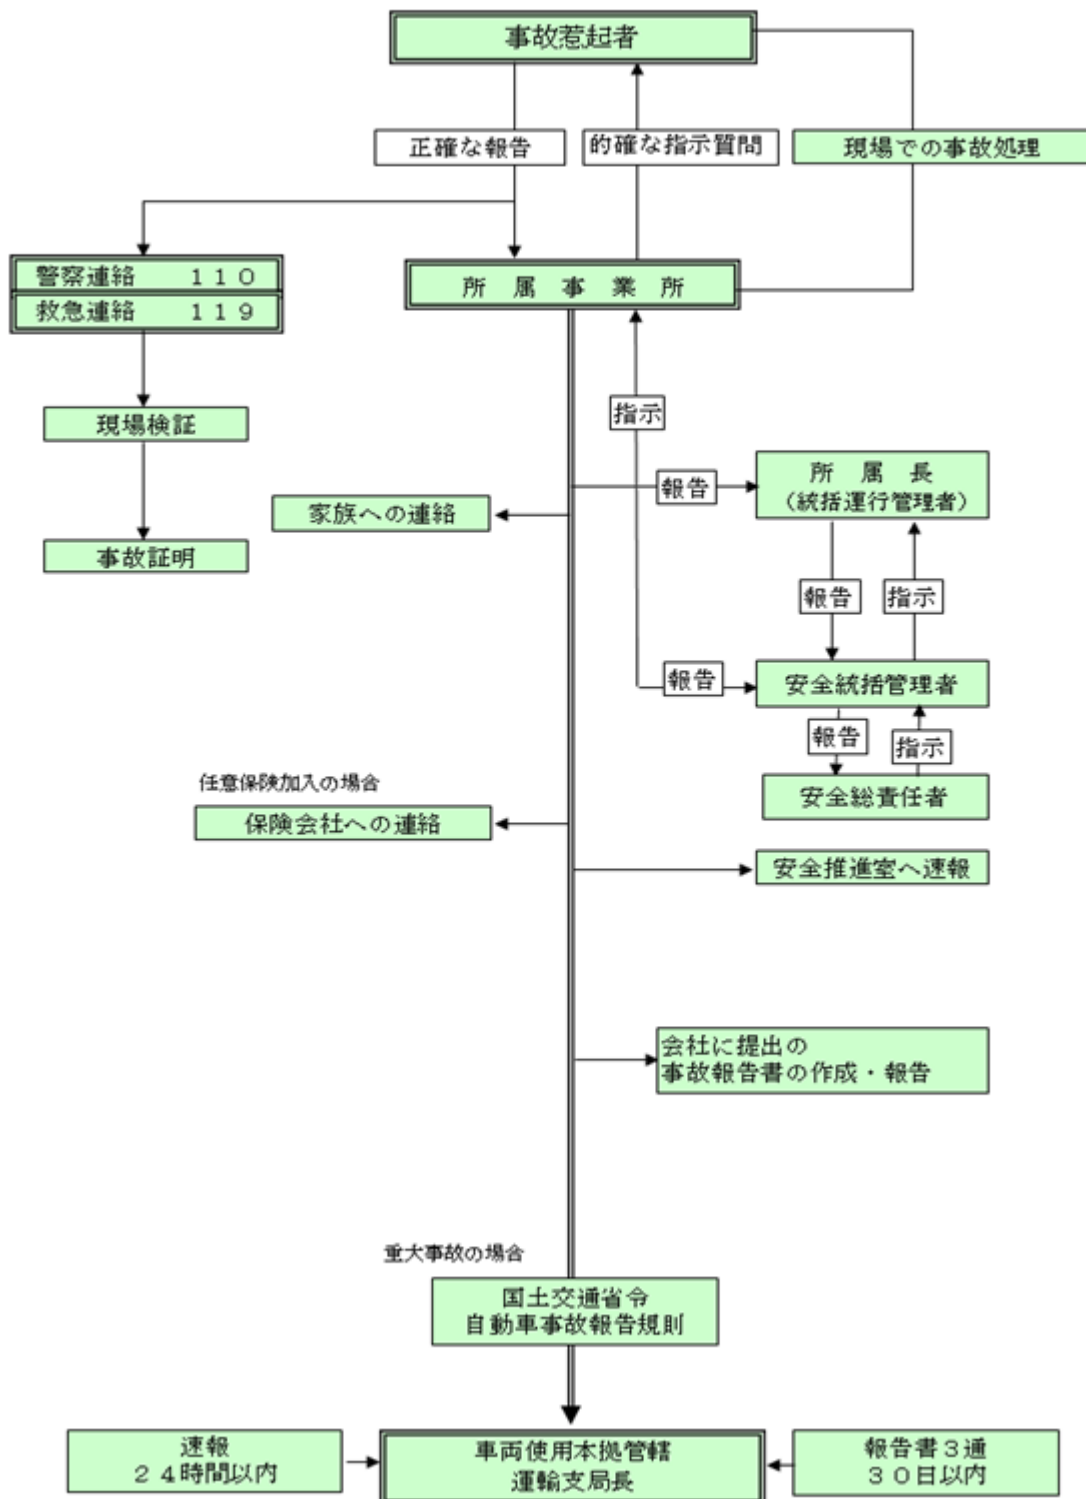 事故惹起者
正確な報告
的確な指示質問
現場での事故処理
警察連絡 １１０
救急連絡 １１９
所 属 事 業 所
現場検証
指示
報告
所 属 長
（統括運行管理者）
家族への連絡
事故証明
報告
指示
報告
安全統括管理者
報告
指示
任意保険加入の場合
安全総責任者
保険会社への連絡
安全推進室へ速報
会社に提出の
事故報告書の作成・報告
重大事故の場合
国土交通省令
自動車事故報告規則
速報
２４時間以内
車両使用本拠管轄
運輸支局長
報告書３通
３０日以内